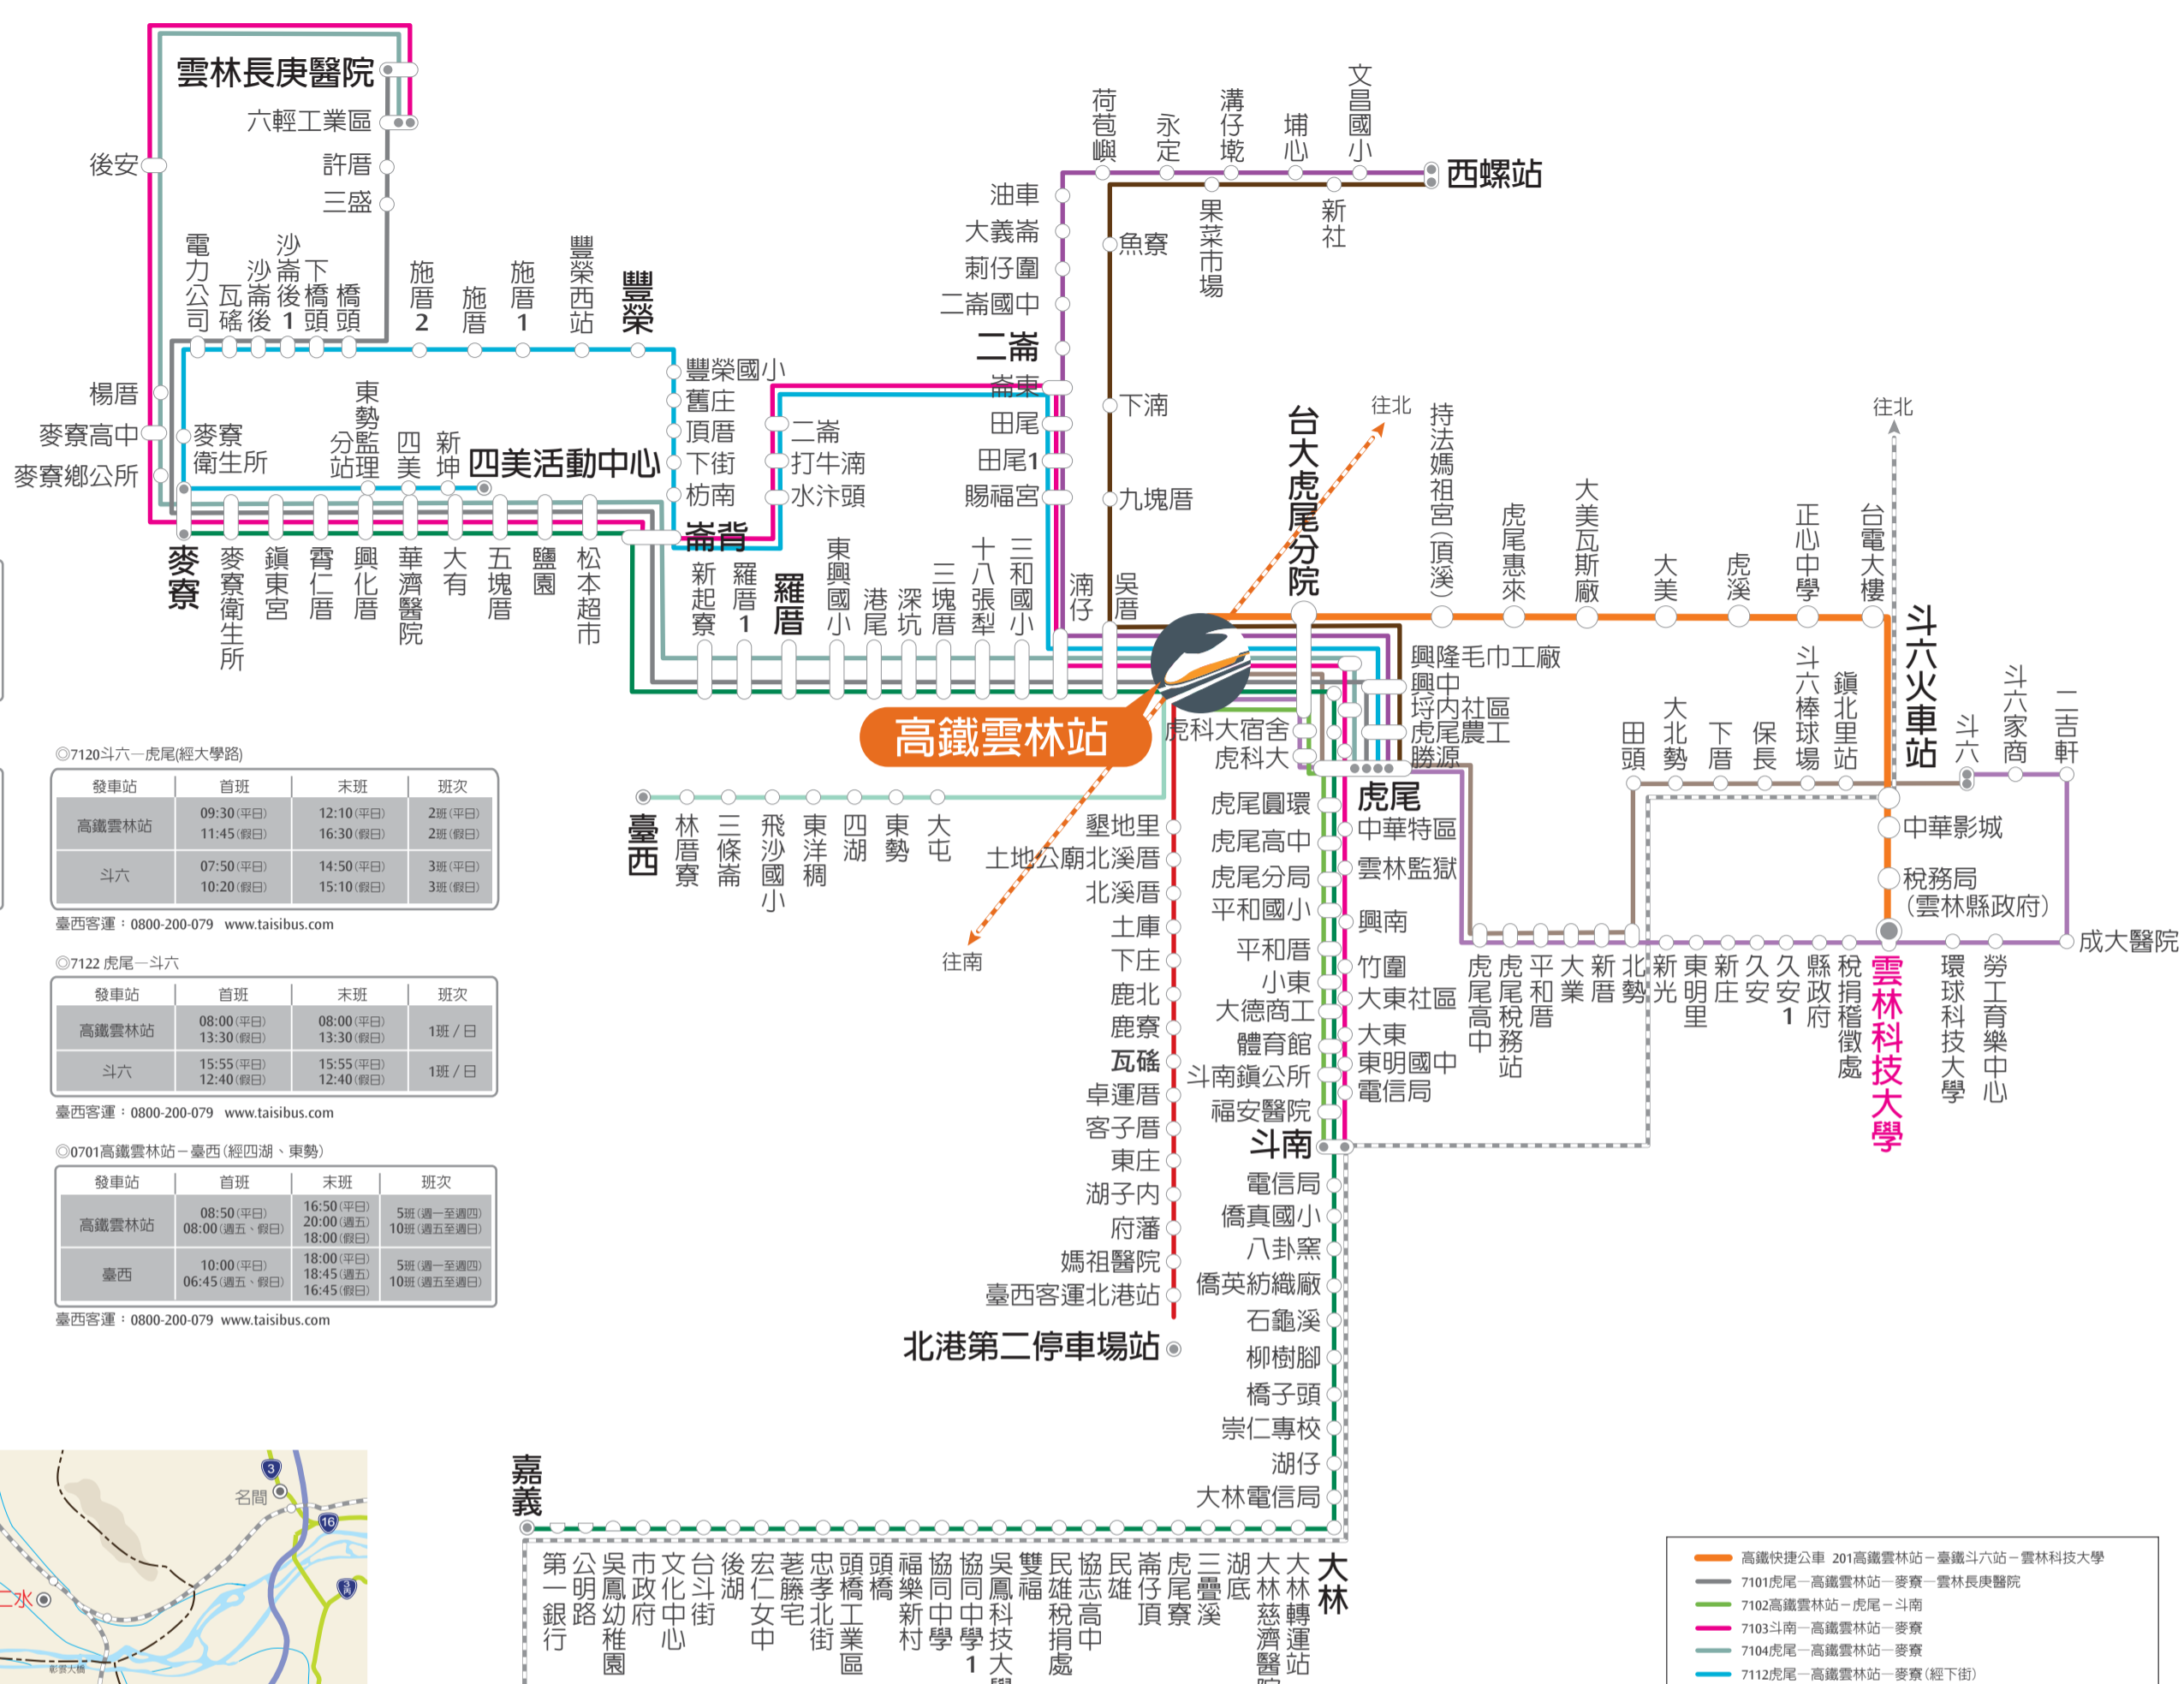 雲林長庚醫院
六輕工業區
許厝
三盛
後安
電力公司
瓦磘
沙崙後
沙崙後1
下橋頭
橋頭
施厝2
施厝
施厝1
豐榮西站
豐榮
豐榮國小
舊庄
頂厝
下街
枋南
崙背
楊厝
麥寮高中
麥寮鄉公所
麥寮
衛生所
東勢監理
分站
四美
新坤
四美活動中心
麥寮
麥寮衛生所
鎮東宮
霄仁厝
興化厝
華濟醫院
大有
五塊厝
鹽園
松本超市
二崙
打牛湳
水汴頭
新起寮
羅厝1
羅厝
東興國小
港尾
深坑
三塊厝
十八張犁
三和國小
湳仔
吳厝
荷苞嶼
永定
溝仔墘
埔心
文昌國小
西螺站
油車
大義崙
莿仔圍
二崙國中
二崙
崙東
田尾
田尾1
賜福宮
果菜市場
新社
魚寮
下湳
九塊厝
往北
台大虎尾分院
持法媽祖宮(頂溪)
虎尾惠來
大美瓦斯廠
大美
虎溪
正心中學
台電大樓
往北
斗六火車站
高鐵雲林站
往南
興隆毛巾工廠
興中
埒內社區
虎尾農工
勝源
虎科大宿舍
虎科大
虎尾
田頭
大北勢
下厝
保長
斗六棒球場
鎮北里站
斗六
斗六家商
二吉軒
中華影城
稅務局
(雲林縣政府)
成大醫院
虎尾高中
虎尾稅務站
平和厝
大業
新厝
北勢
新光
東明里
新庄
久安
久安1
縣政府
稅捐稽徵處
雲林科技大學
環球科技大學
勞工育樂中心
臺西
林厝寮
三條崙
飛沙國小
東洋稠
四湖
東勢
大屯
墾地里
土地公廟北溪厝
北溪厝
土庫
下庄
鹿北
鹿寮
瓦磘
卓運厝
客子厝
東庄
湖子內
府藩
媽祖醫院
臺西客運北港站
北港第二停車場站
虎尾圓環
虎尾高中
虎尾分局
平和國小
平和厝
小東
大德商工
體育館
斗南鎮公所
福安醫院
斗南
中華特區
雲林監獄
興南
竹圍
大東社區
大東
東明國中
電信局
電信局
僑真國小
八卦窯
僑英紡織廠
石龜溪
柳樹腳
橋子頭
崇仁專校
湖仔
大林電信局
大林
嘉義
第一銀行
公明路
吳鳳幼稚園
市政府
文化中心
台斗街
後湖
宏仁女中
荖藤宅
忠孝北街
頭橋工業區
頭橋
福樂新村
協同中學
協同中學1
吳鳳科技大學
雙福
民雄稅捐處
協志高中
民雄
崙仔頂
虎尾寮
三疊溪
湖底
大林慈濟醫院
大林轉運站
◎7120斗六—虎尾(經大學路)
發車站 首班 末班 班次
高鐵雲林站 09:30(平日) 12:10(平日) 2班(平日)
11:45(假日) 16:30(假日) 2班(假日)
斗六 07:50(平日) 14:50(平日) 3班(平日)
10:20(假日) 15:10(假日) 3班(假日)
臺西客運：0800-200-079 www.taisibus.com
◎7122 虎尾—斗六
發車站 首班 末班 班次
高鐵雲林站 08:00(平日) 08:00(平日) 1班 / 日
13:30(假日) 13:30(假日)
斗六 15:55(平日) 15:55(平日) 1班 / 日
12:40(假日) 12:40(假日)
臺西客運：0800-200-079 www.taisibus.com
◎0701高鐵雲林站－臺西(經四湖、東勢)
發車站 首班 末班 班次
高鐵雲林站 08:50(平日) 16:50(平日) 5班(週一至週四)
08:00(週五、假日) 20:00(週五) 10班(週五至週日)
18:00(假日)
臺西 10:00(平日) 18:00(平日) 5班(週一至週四)
06:45(週五、假日) 18:45(週五) 10班(週五至週日)
16:45(假日)
臺西客運：0800-200-079 www.taisibus.com
3
名間
16
3丙
二水
彰雲大橋
高鐵快捷公車 201高鐵雲林站－臺鐵斗六站－雲林科技大學
7101虎尾—高鐵雲林站—麥寮—雲林長庚醫院
7102高鐵雲林站－虎尾－斗南
7103斗南—高鐵雲林站—麥寮
7104虎尾—高鐵雲林站—麥寮
7112虎尾—高鐵雲林站—麥寮(經下街)